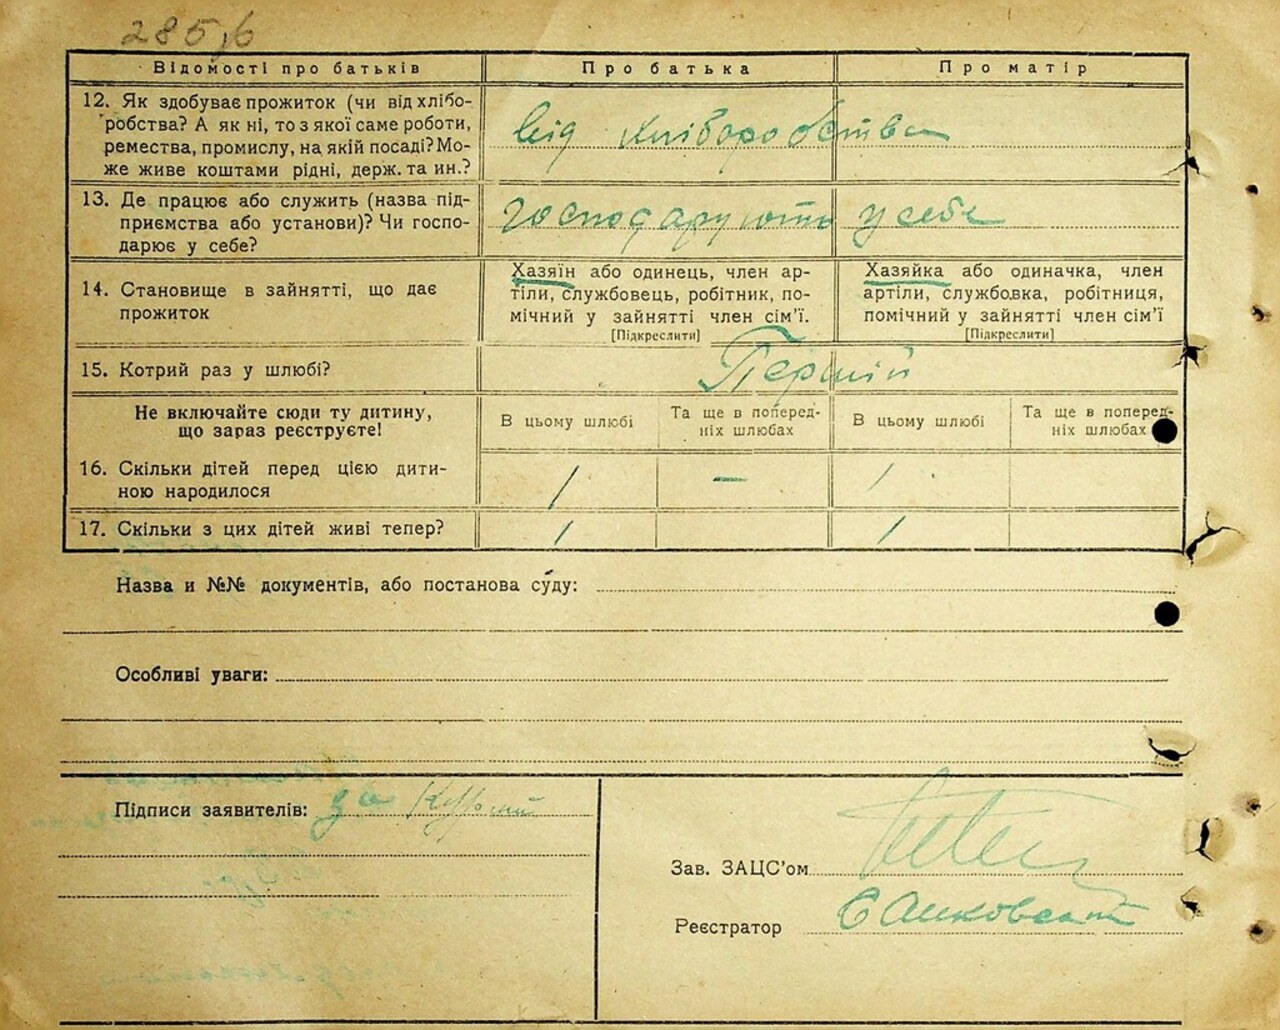 285,6
Відомості про батьків Про батька Про матір
12. Як здобуває прожиток (чи від хлібо-
робства? А як ні, то з якої саме роботи,
ремества, промислу, на якій посаді? Мо-
же живе коштами рідні, держ. та ин.?
від хліборобства
13. Де працює або служить (назва під-
приємства або установи)? Чи госпо-
дарює у себе?
господарують у себе
14. Становище в зайнятті, що дає
прожиток
Хазяїн або одинець, член ар-
тіли, службовець, робітник, по-
мічний у зайнятті член сім’ї.
[Підкреслити]
Хазяйка або одиначка, член
артіли, службовка, робітниця,
помічний у зайнятті член сім’ї
[Підкреслити]
15. Котрий раз у шлюбі?
Перший
Не включайте сюди ту дитину,
що зараз реєструєте!
В цьому шлюбі
Та ще в поперед-
ніх шлюбах
В цьому шлюбі
Та ще в поперед-
ніх шлюбах
16. Скільки дітей перед цією дити-
ною народилося
1 — 1
17. Скільки з цих дітей живі тепер?
1 1
Назва и №№ документів, або постанова суду:
Особливі уваги:
Підписи заявителів: за
Зав. ЗАЦС’ом
Реєстратор